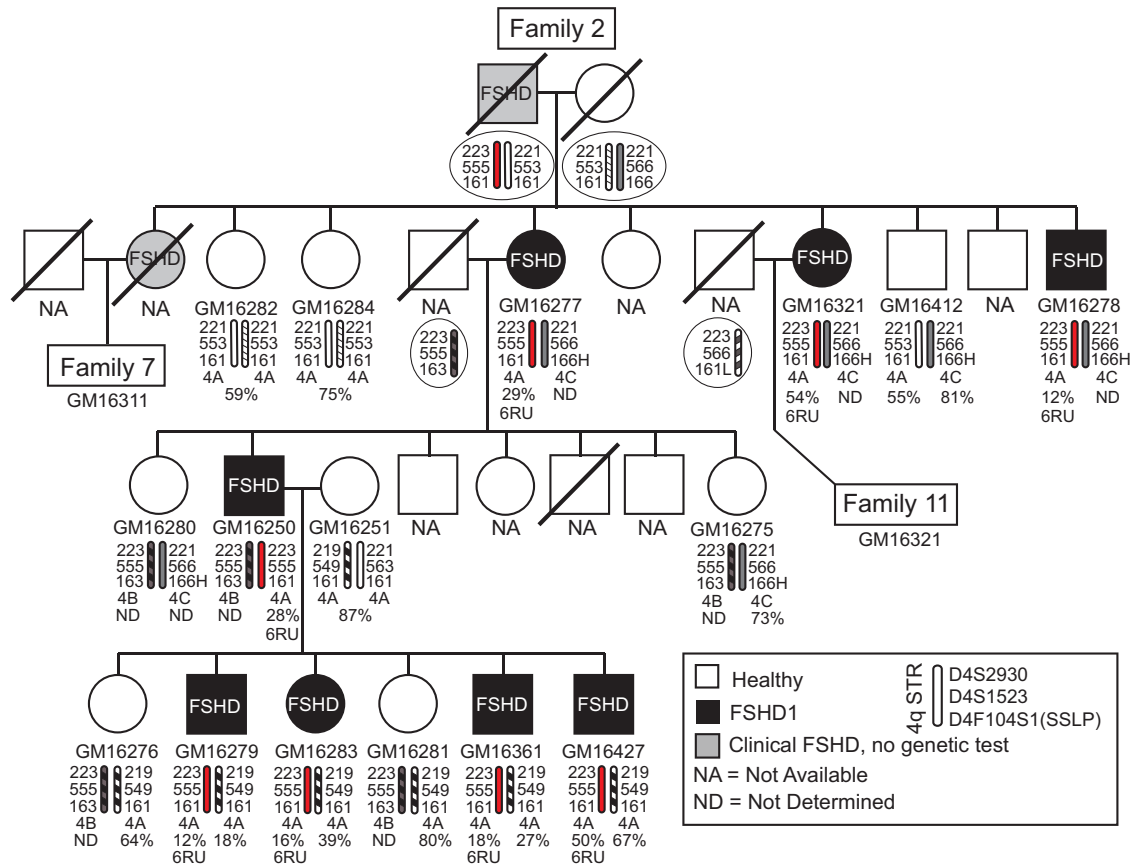 Family 2
FSHD
223 221 221 221
555 553 553 566
161 161 161 166
FSHD FSHD FSHD FSHD
NA NA NA NA NA NA
GM16282 GM16284 GM16277 GM16321 GM16412 GM16278
221 221 221 221 223 221 223 221 221 221 223 221
553 553 553 553 555 566 555 566 553 566 555 566
161 161 161 161 161 166H 161 166H 161 166H 161 166H
4A 4A 4A 4A 4A 4C 4A 4C 4A 4C 4A 4C
59% 75% 29% ND 54% ND 55% 81% 12% ND
6RU 6RU 6RU
223
555
163
223
566
161L
Family 7
GM16311
FSHD
NA NA NA NA
GM16280 GM16250 GM16251 GM16275
223 221 223 223 219 221 223 221
555 566 555 555 549 563 555 566
163 166H 163 161 161 161 163 166H
4B 4C 4B 4A 4A 4A 4B 4C
ND ND ND 28% 87% ND 73%
6RU
Family 11
GM16321
FSHD FSHD FSHD FSHD
GM16276 GM16279 GM16283 GM16281 GM16361 GM16427
223 219 223 219 223 219 223 219 223 219 223 219
555 549 555 549 555 549 555 549 555 549 555 549
163 161 161 161 161 161 163 161 161 161 161 161
4B 4A 4A 4A 4A 4A 4B 4A 4A 4A 4A 4A
ND 64% 12% 18% 16% 39% ND 80% 18% 27% 50% 67%
6RU 6RU 6RU 6RU
Healthy
FSHD1
Clinical FSHD, no genetic test
NA = Not Available
ND = Not Determined
4q STR
D4S2930
D4S1523
D4F104S1(SSLP)